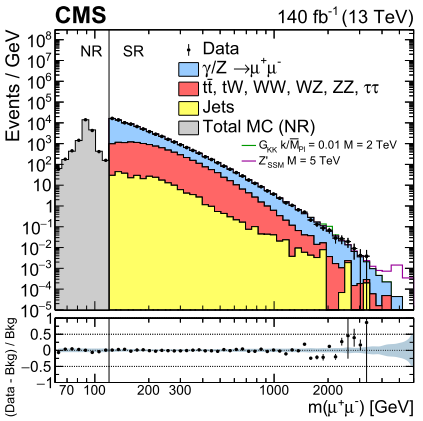 CMS 140 fb⁻¹ (13 TeV)
Events / GeV
NR SR
Data
γ/Z → μ⁺μ⁻
tt̄, tW, WW, WZ, ZZ, ττ
Jets
Total MC (NR)
G_KK k/M̄_Pl = 0.01 M = 2 TeV
Z'_SSM M = 5 TeV
10⁸
10⁷
10⁶
10⁵
10⁴
10³
10²
10
1
10⁻¹
10⁻²
10⁻³
10⁻⁴
10⁻⁵
(Data - Bkg) / Bkg
1
0.5
0
−0.5
−1
70 100 200 300 1000 2000
m(μ⁺μ⁻) [GeV]